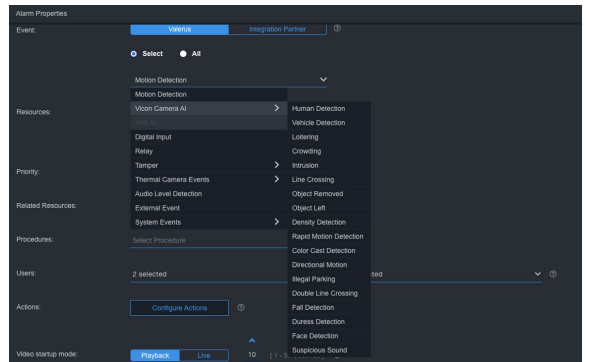 Alarm Properties
Event:
Valerus
Integration Partner
Select
All
Motion Detection
Motion Detection
Vicon Camera AI
VAS AI
Digital Input
Relay
Tamper
Thermal Camera Events
Audio Level Detection
External Event
System Events
Human Detection
Vehicle Detection
Loitering
Crowding
Intrusion
Line Crossing
Object Removed
Object Left
Density Detection
Rapid Motion Detection
Color Cast Detection
Directional Motion
Illegal Parking
Double Line Crossing
Fall Detection
Duress Detection
Face Detection
Suspicious Sound
Resources:
Priority:
Related Resources:
Procedures:
Select Procedure
Users:
2 selected
Actions:
Configure Actions
Video startup mode:
Playback
Live
10